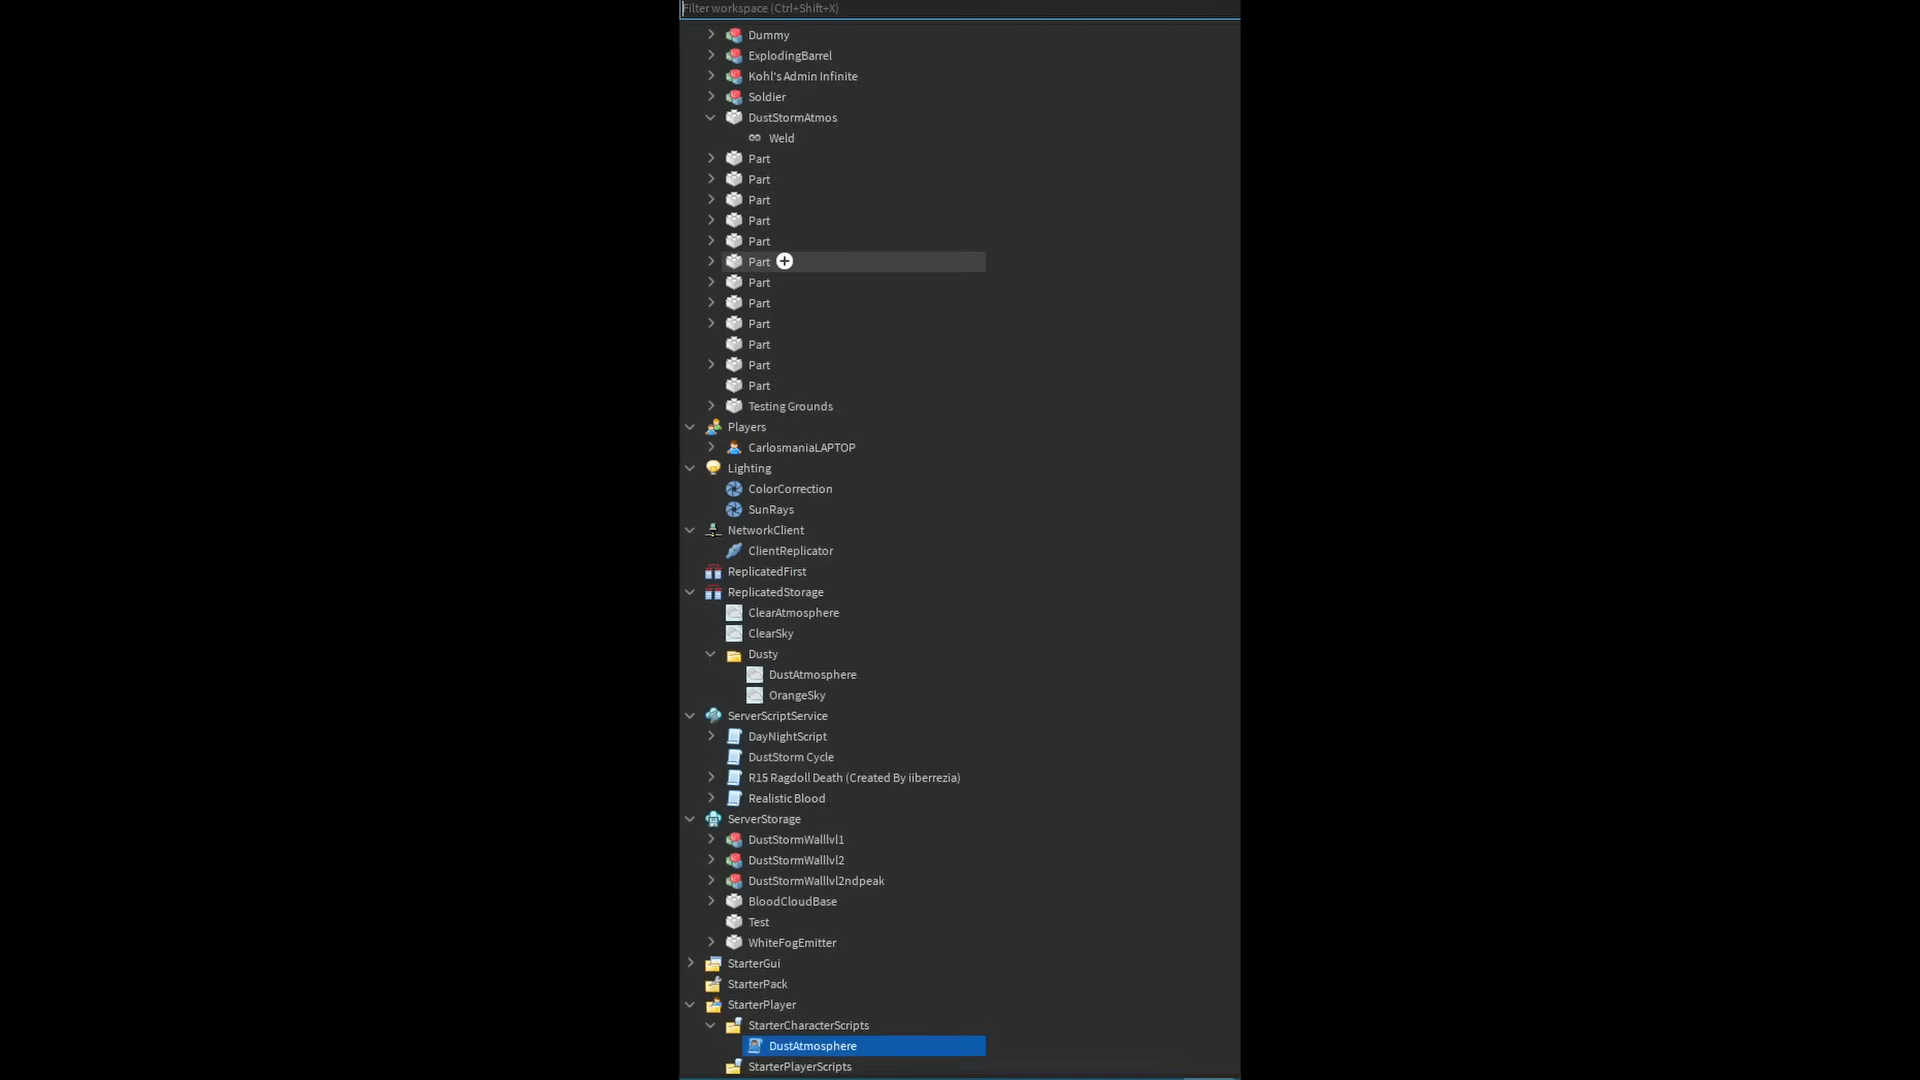 Filter workspace (Ctrl+Shift+X)
Dummy
ExplodingBarrel
Kohl's Admin Infinite
Soldier
DustStormAtmos
Weld
Part
Part
Part
Part
Part
Part
Part
Part
Part
Part
Part
Part
Testing Grounds
Players
CarlosmaniaLAPTOP
Lighting
ColorCorrection
SunRays
NetworkClient
ClientReplicator
ReplicatedFirst
ReplicatedStorage
ClearAtmosphere
ClearSky
Dusty
DustAtmosphere
OrangeSky
ServerScriptService
DayNightScript
DustStorm Cycle
R15 Ragdoll Death (Created By iiberrezia)
Realistic Blood
ServerStorage
DustStormWalllvl1
DustStormWalllvl2
DustStormWalllvl2ndpeak
BloodCloudBase
Test
WhiteFogEmitter
StarterGui
StarterPack
StarterPlayer
StarterCharacterScripts
DustAtmosphere
StarterPlayerScripts